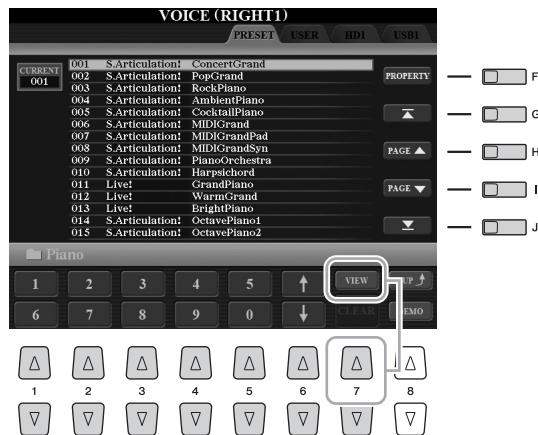 VOICE (RIGHT1)
PRESET USER HD1 USB1
CURRENT
001
001 S.Articulation! ConcertGrand
002 S.Articulation! PopGrand
003 S.Articulation! RockPiano
004 S.Articulation! AmbientPiano
005 S.Articulation! CocktailPiano
006 S.Articulation! MIDIGrand
007 S.Articulation! MIDIGrandPad
008 S.Articulation! MIDIGrandSyn
009 S.Articulation! PianoOrchestra
010 S.Articulation! Harpsichord
011 Live! GrandPiano
012 Live! WarmGrand
013 Live! BrightPiano
014 S.Articulation! OctavePiano1
015 S.Articulation! OctavePiano2
PROPERTY
PAGE
PAGE
F
G
H
I
J
Piano
1 2 3 4 5 VIEW UP
6 7 8 9 0 CLEAR DEMO
1 2 3 4 5 6 7 8